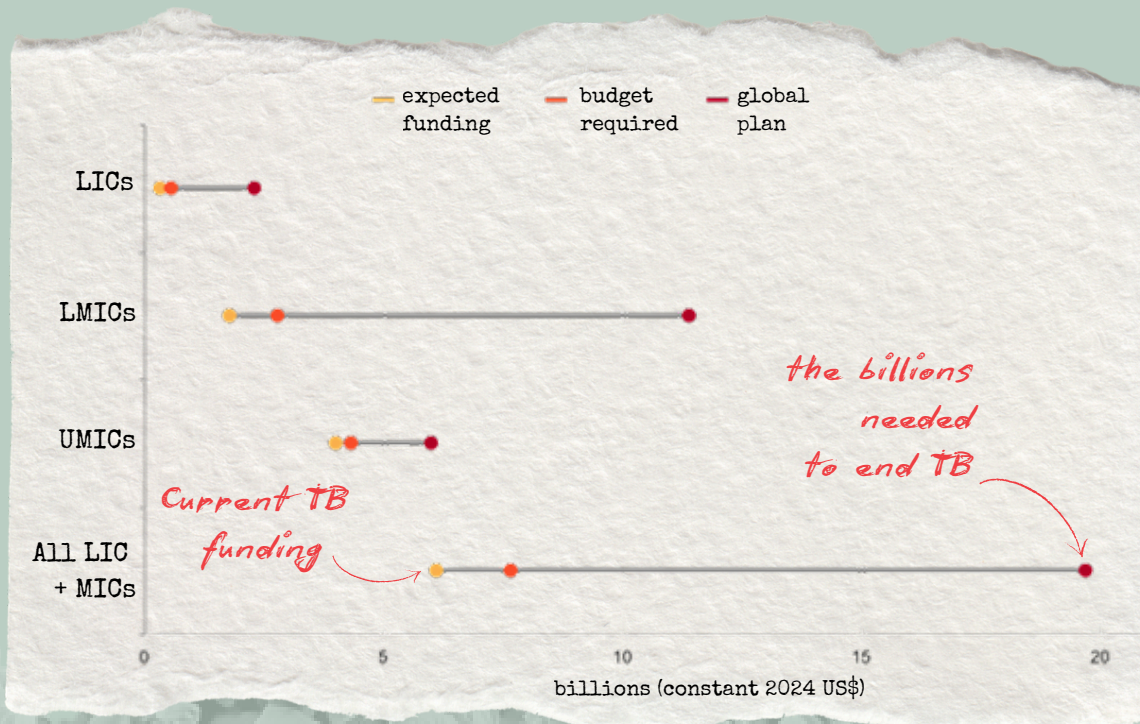 expected
funding
budget
required
global
plan
LICs
LMICs
the billions
needed
to end TB
UMICs
Current TB
funding
All LIC
+ MICs
0 5 10 15 20
billions (constant 2024 US$)